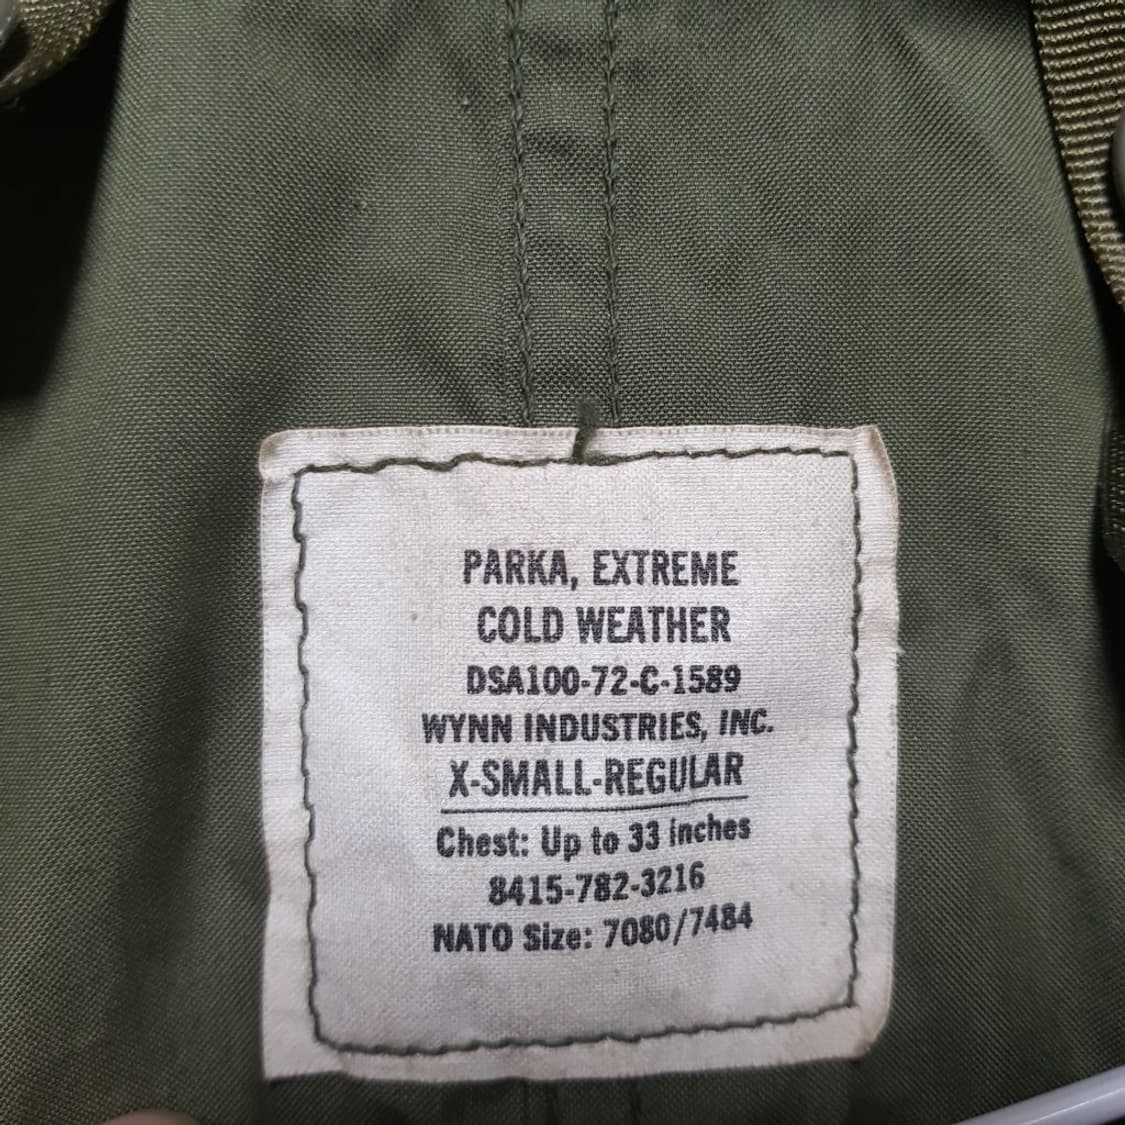 PARKA, EXTREME
COLD WEATHER
DSA100-72-C-1589
WYNN INDUSTRIES, INC.
X-SMALL-REGULAR
Chest: Up to 33 inches
8415-782-3216
NATO Size: 7080/7484